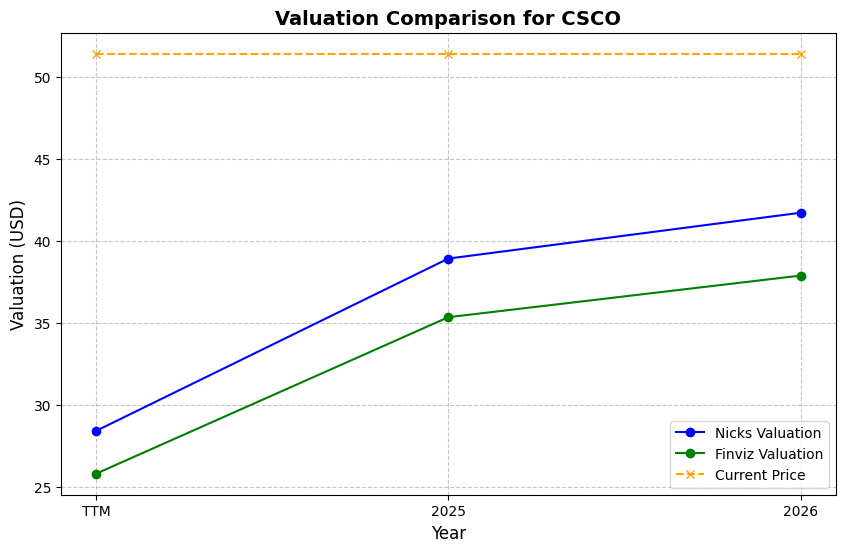 Valuation Comparison for CSCO
Valuation (USD)
50
45
40
35
30
25
TTM
2025
2026
Year
Nicks Valuation
Finviz Valuation
Current Price